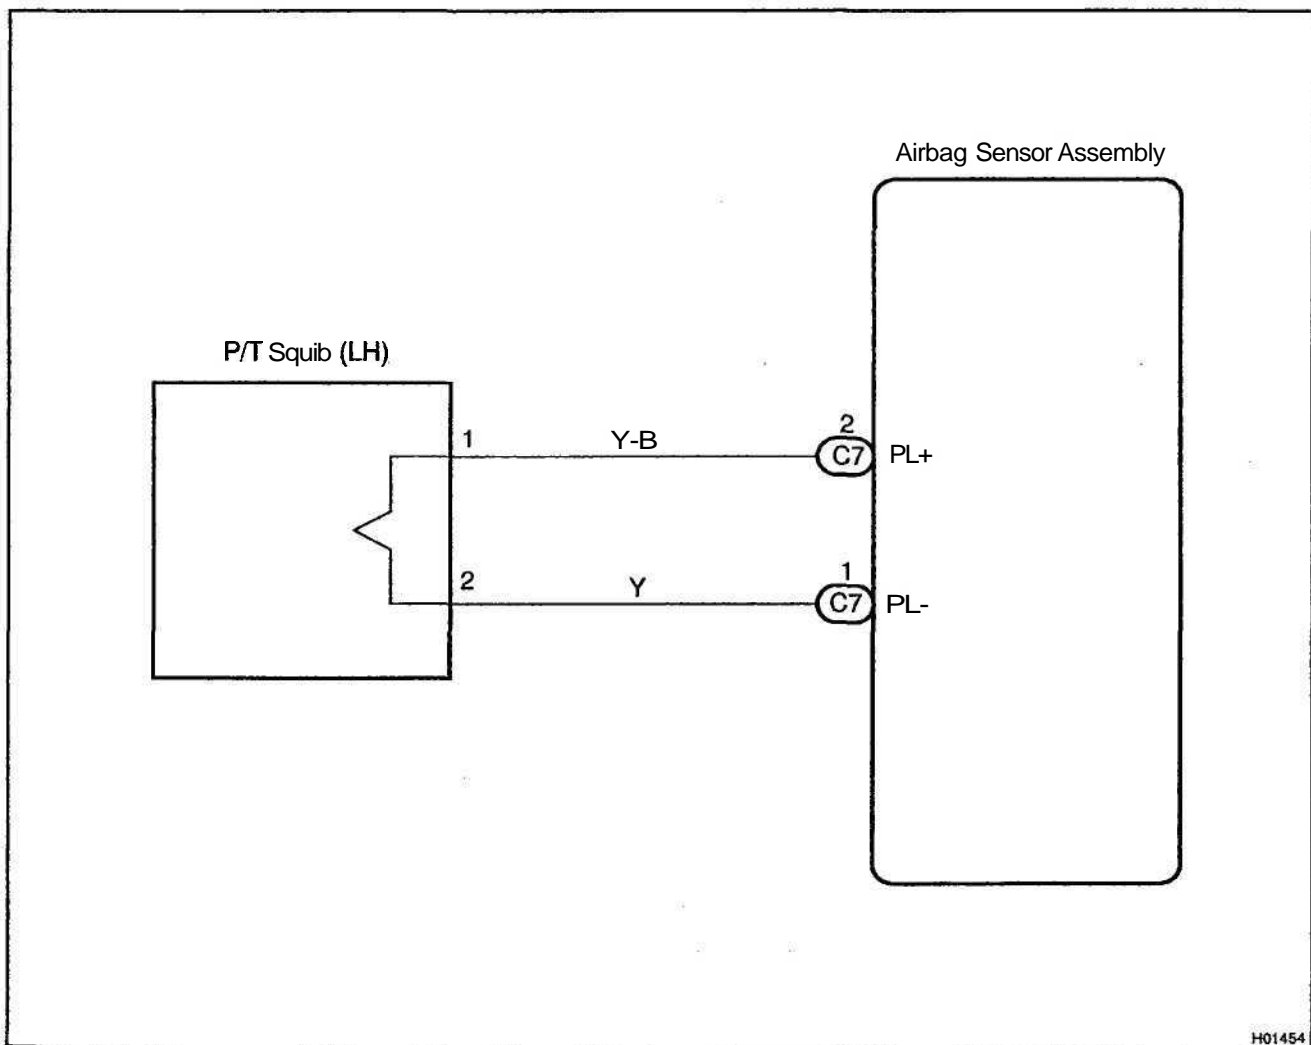 Airbag Sensor Assembly
P/T Squib (LH)
1 Y-B 2
C7 PL+
2 Y 1
C7 PL-
H01454